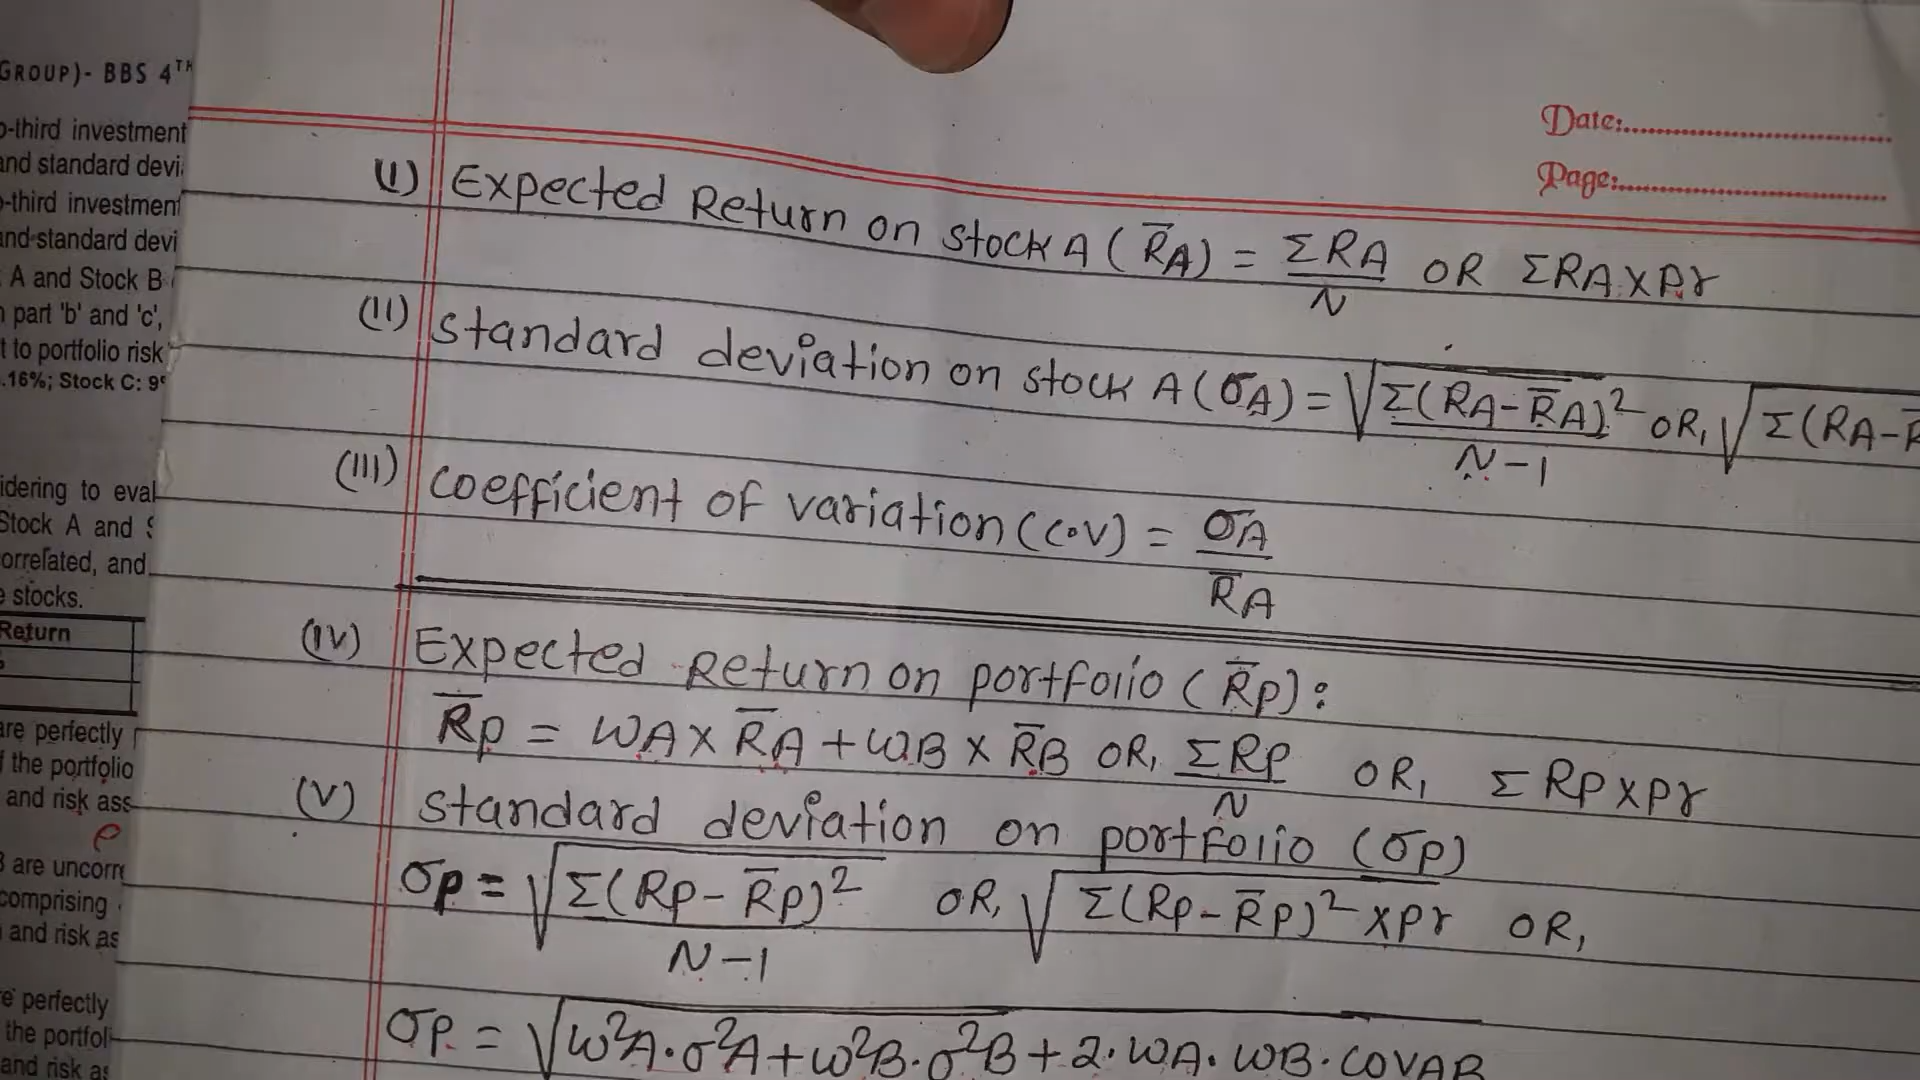 GROUP)- BBS 4TH
o-third investment
and standard devi
-third investment
and standard devi
A and Stock B
part 'b' and 'c',
t to portfolio risk
.16%; Stock C: 9
idering to eval
Stock A and S
orrelated, and
e stocks.
Return
are perfectly
f the portfolio
and risk ass
e
B are uncorre
comprising
and risk as
e perfectly
the portfoli
and risk as
Date:
Page:
(I) Expected Return on stock A (R̅A) = ΣRA/N OR ΣRA×Pr
(II) standard deviation on stock A (σA) = √Σ(RA-R̅A)²/N-1 OR, √Σ(RA-R̅
(III) coefficient of variation (C.V) = σA/R̅A
(IV) Expected Return on portfolio (R̅p):
R̅p = WA×R̅A+WB×R̅B OR, ΣRp/N OR, ΣRp×Pr
(V) standard deviation on portfolio (σp)
σp = √Σ(Rp-R̅p)²/N-1 OR, √Σ(Rp-R̅p)²×Pr OR,
σp = √W²A.σ²A+W²B.σ²B+2.WA.WB.COVAB